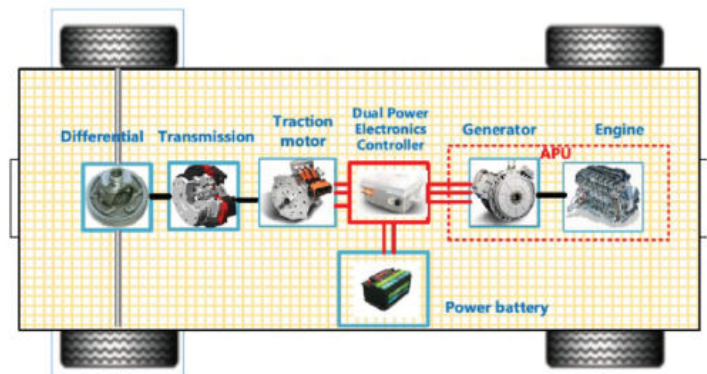 Differential
Transmission
Traction
motor
Dual Power
Electronics
Controller
Generator
Engine
APU
Power battery